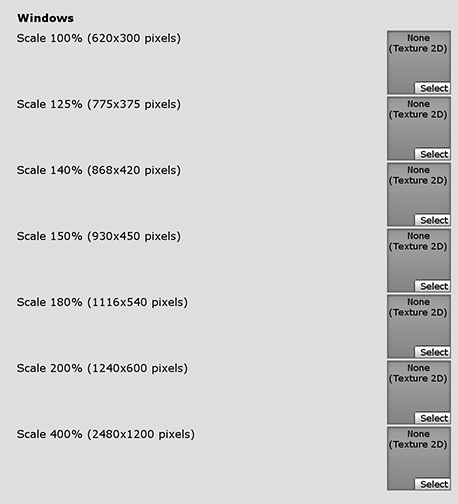 Windows
Scale 100% (620x300 pixels)
None
(Texture 2D)
Select
Scale 125% (775x375 pixels)
None
(Texture 2D)
Select
Scale 140% (868x420 pixels)
None
(Texture 2D)
Select
Scale 150% (930x450 pixels)
None
(Texture 2D)
Select
Scale 180% (1116x540 pixels)
None
(Texture 2D)
Select
Scale 200% (1240x600 pixels)
None
(Texture 2D)
Select
Scale 400% (2480x1200 pixels)
None
(Texture 2D)
Select